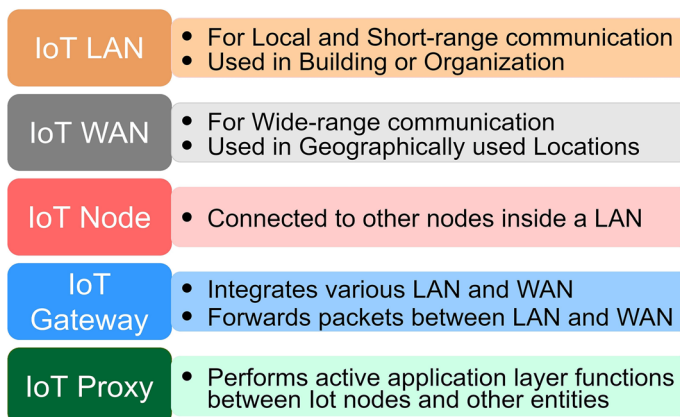 IoT LAN
• For Local and Short-range communication
• Used in Building or Organization
IoT WAN
• For Wide-range communication
• Used in Geographically used Locations
IoT Node
• Connected to other nodes inside a LAN
IoT
Gateway
• Integrates various LAN and WAN
• Forwards packets between LAN and WAN
IoT Proxy
• Performs active application layer functions
between Iot nodes and other entities